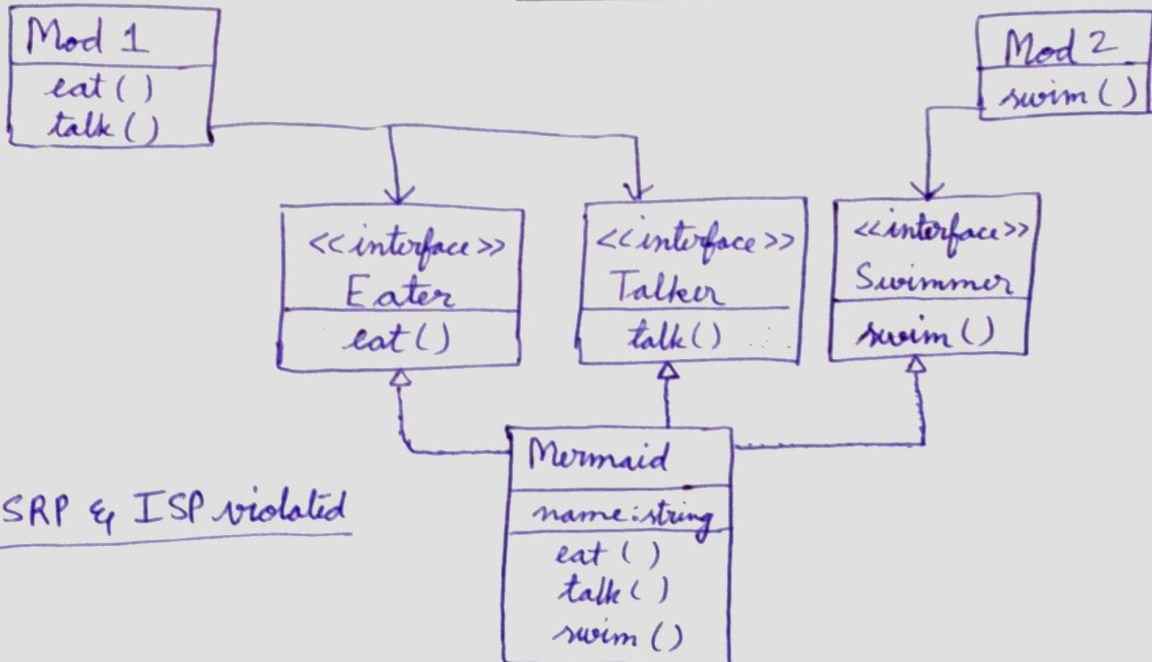 Mod 1
eat ()
talk ()
Mod 2
swim ()
<<interface>>
Eater
eat ()
<<interface>>
Talker
talk ()
<<interface>>
Swimmer
swim ()
Mermaid
name : string
eat ()
talk ()
swim ()
SRP & ISP violated